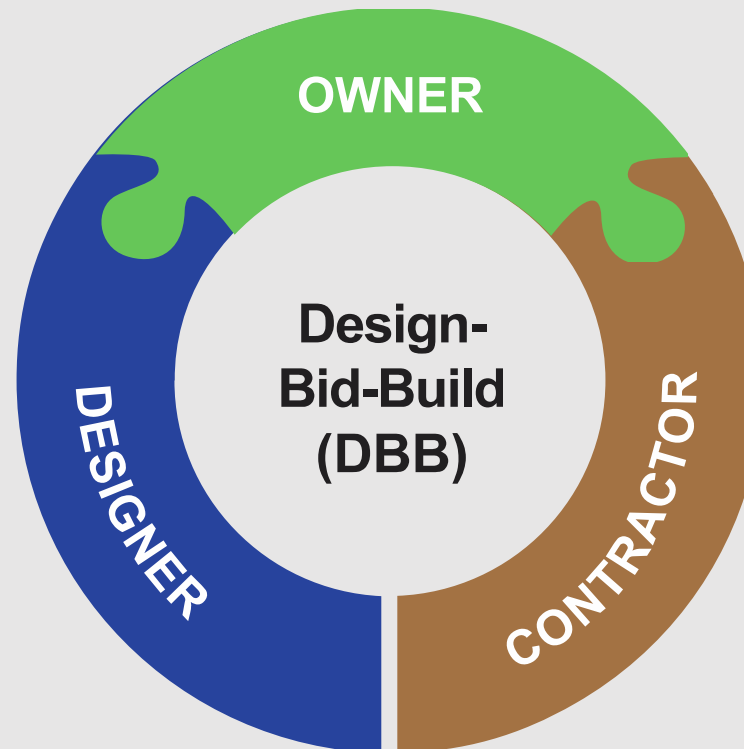 OWNER
Design-
Bid-Build
(DBB)
DESIGNER
CONTRACTOR